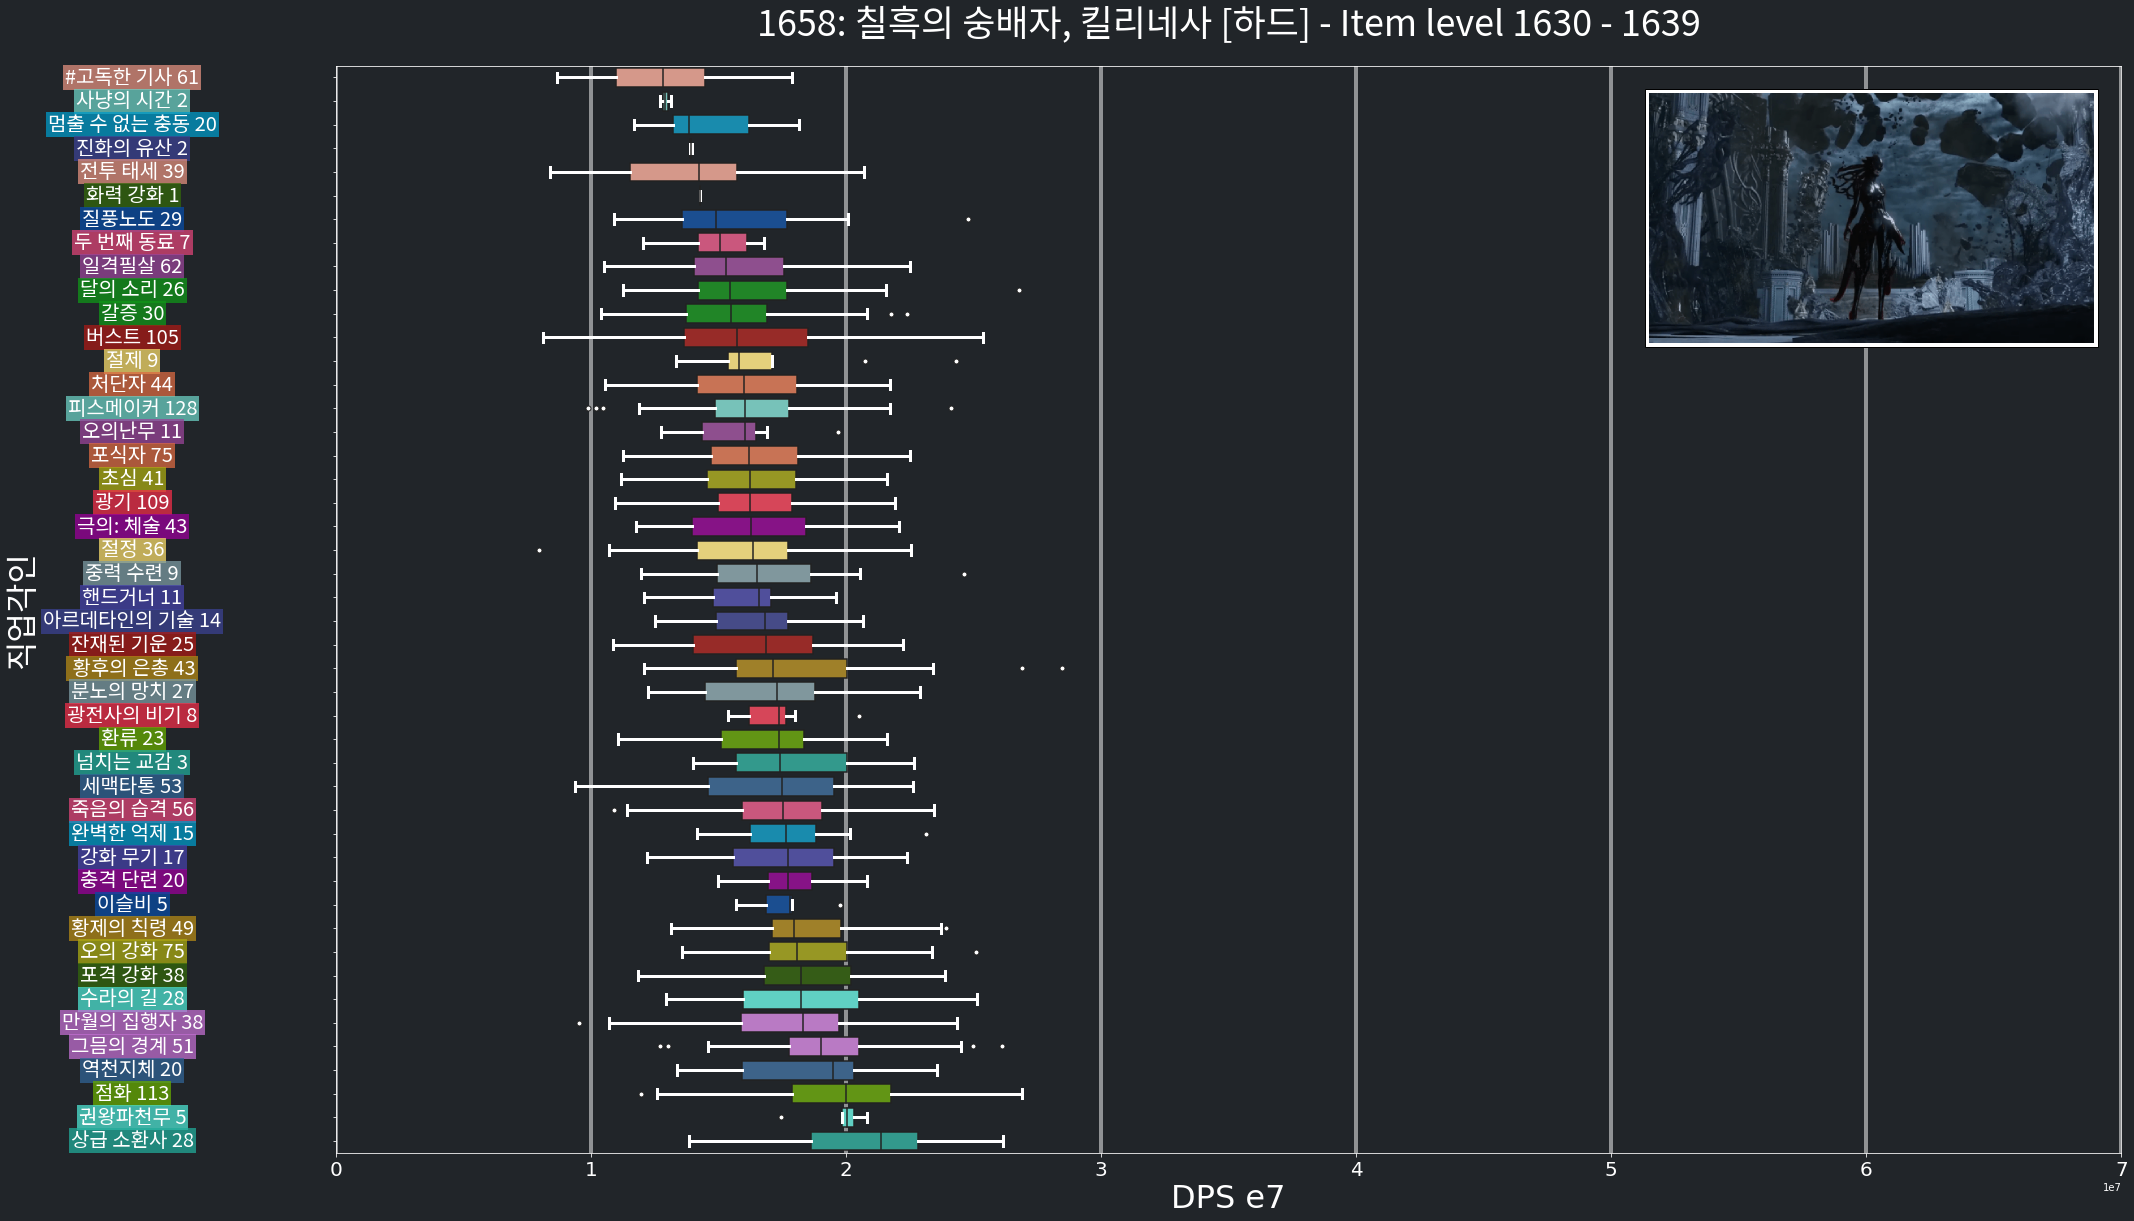 1658: 칠흑의 숭배자, 킬리네사 [하드] - Item level 1630 - 1639
직업각인
#고독한 기사 61
사냥의 시간 2
멈출 수 없는 충동 20
진화의 유산 2
전투 태세 39
화력 강화 1
질풍노도 29
두 번째 동료 7
일격필살 62
달의 소리 26
갈증 30
버스트 105
절제 9
처단자 44
피스메이커 128
오의난무 11
포식자 75
초심 41
광기 109
극의: 체술 43
절정 36
중력 수련 9
핸드거너 11
아르데타인의 기술 14
잔재된 기운 25
황후의 은총 43
분노의 망치 27
광전사의 비기 8
환류 23
넘치는 교감 3
세맥타통 53
죽음의 습격 56
완벽한 억제 15
강화 무기 17
충격 단련 20
이슬비 5
황제의 칙령 49
오의 강화 75
포격 강화 38
수라의 길 28
만월의 집행자 38
그믐의 경계 51
역천지체 20
점화 113
권왕파천무 5
상급 소환사 28
0 1 2 3 4 5 6 7
1e7
DPS e7